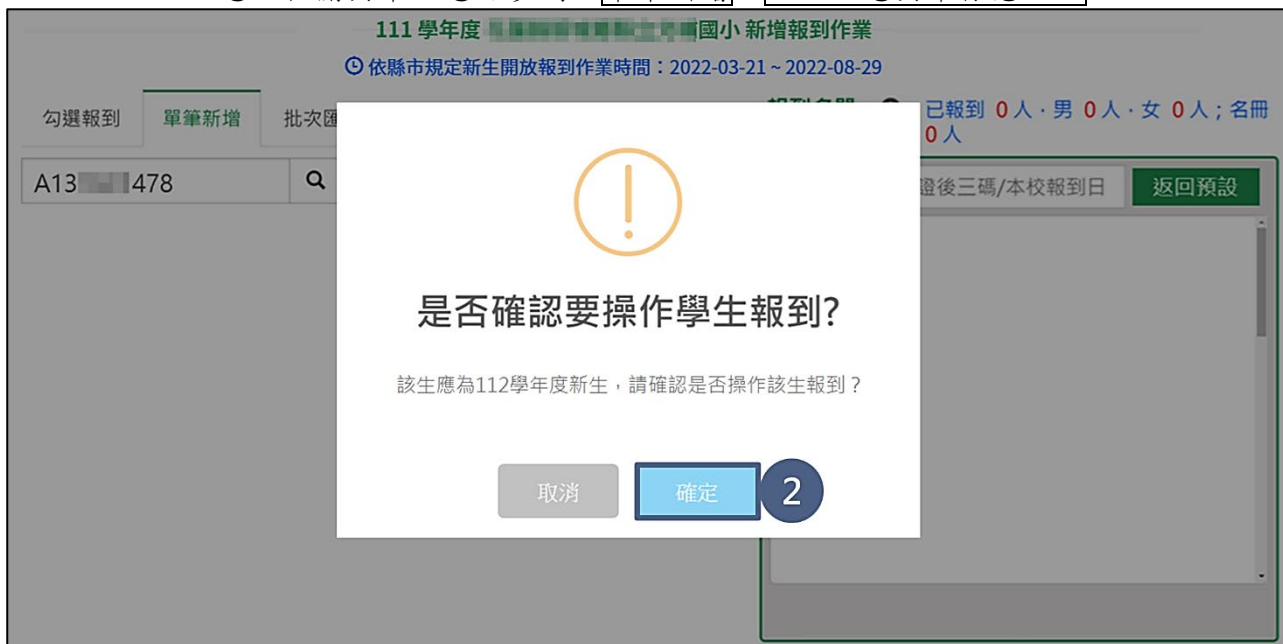 111 學年度 國小 新增報到作業
依縣市規定新生開放報到作業時間：2022-03-21 ~ 2022-08-29
勾選報到 單筆新增 批次匯
已報到 0 人 · 男 0 人 · 女 0 人 ; 名冊
0 人
A13 478
證後三碼/本校報到日 返回預設
是否確認要操作學生報到?
該生應為112學年度新生，請確認是否操作該生報到？
取消 確定 2